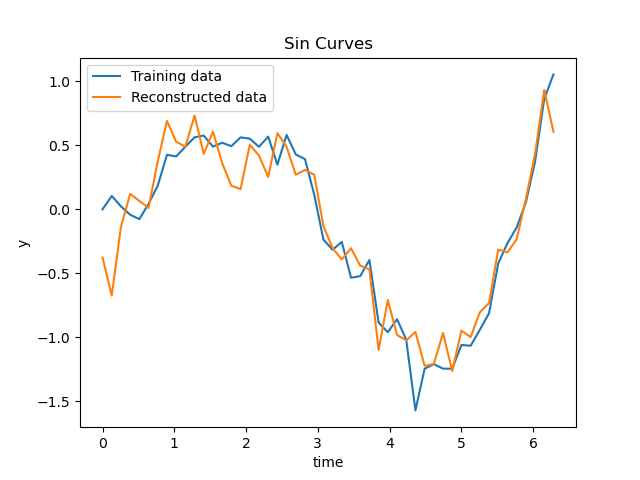 Sin Curves
Training data
Reconstructed data
1.0
0.5
0.0
−0.5
−1.0
−1.5
y
0 1 2 3 4 5 6
time